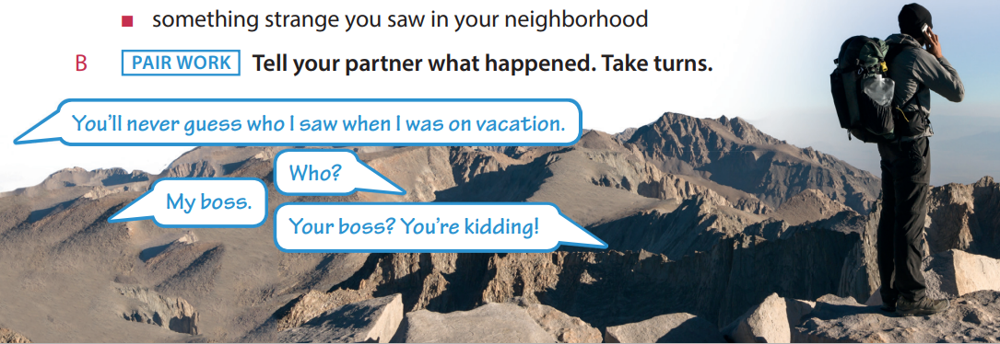 something strange you saw in your neighborhood
B PAIR WORK Tell your partner what happened. Take turns.
You'll never guess who I saw when I was on vacation.
Who?
My boss.
Your boss? You're kidding!